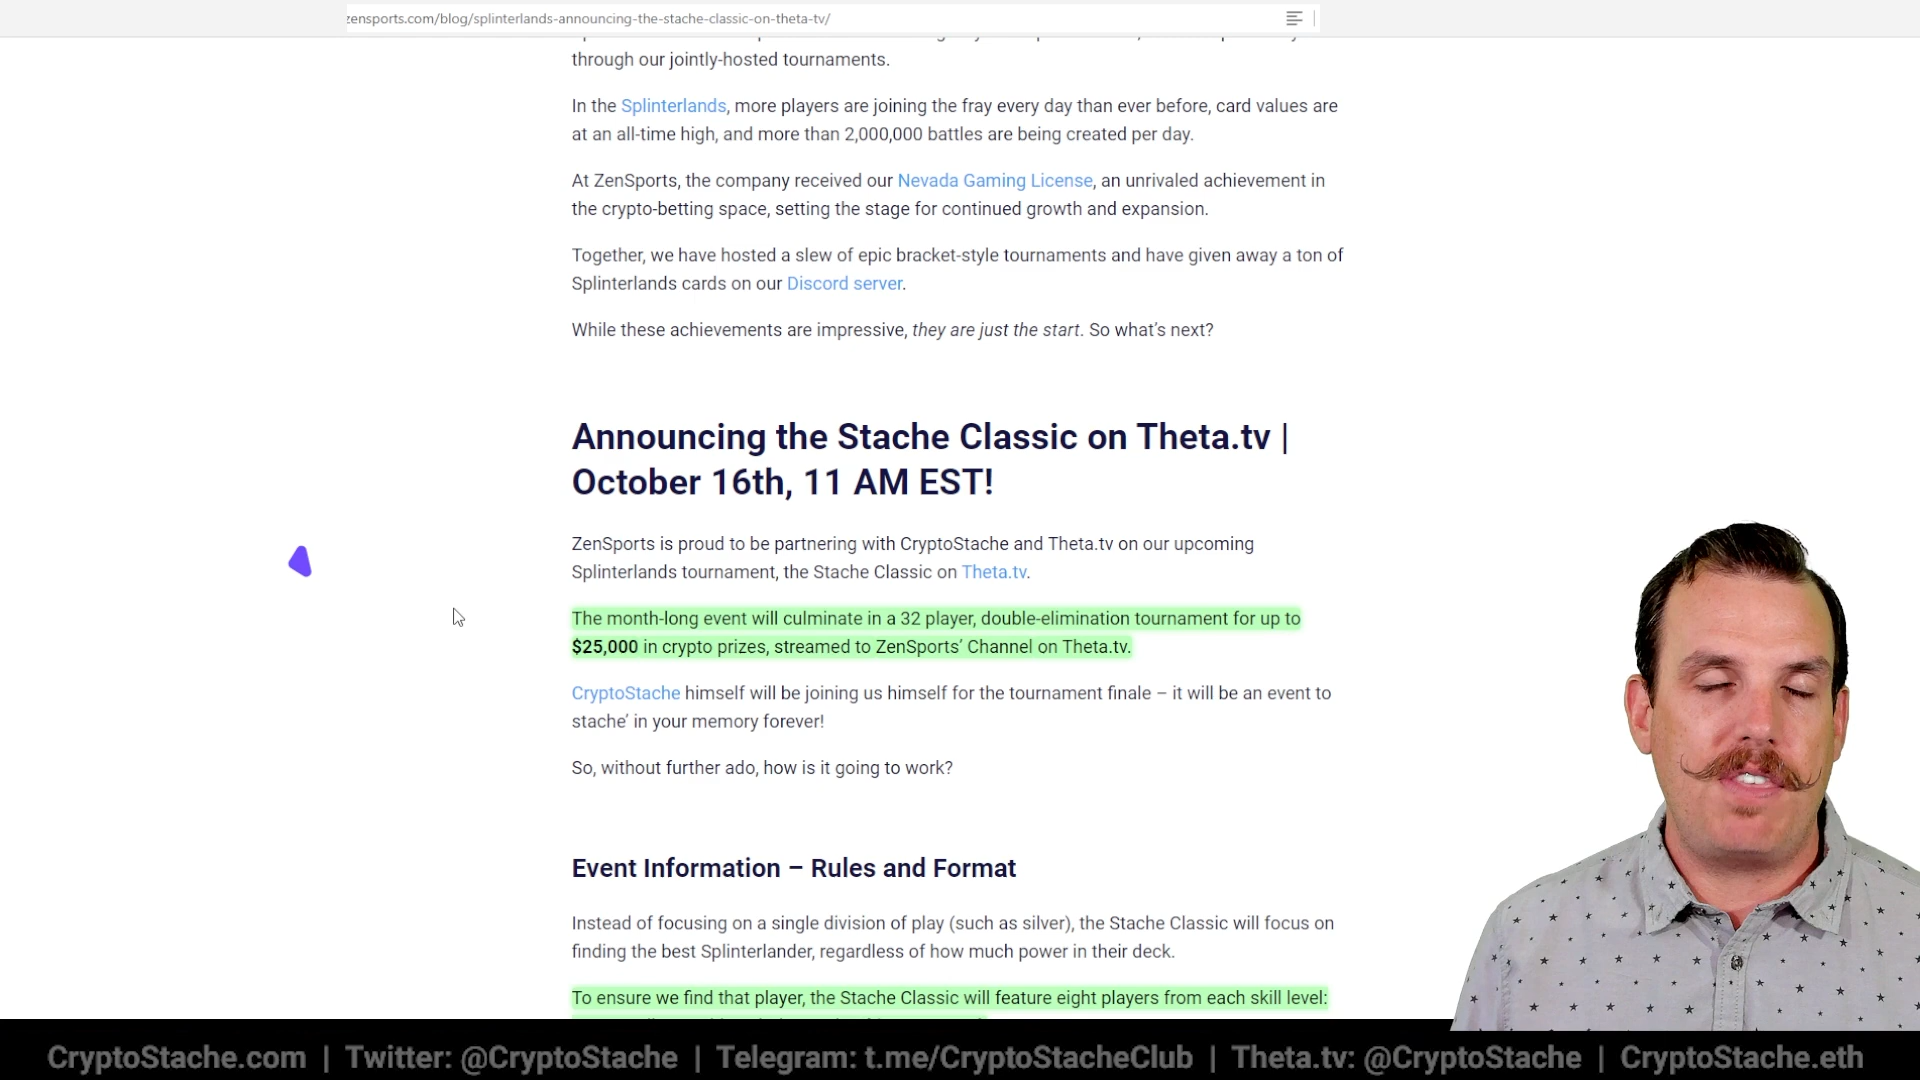 zensports.com/blog/splinterlands-announcing-the-stache-classic-on-theta-tv/
through our jointly-hosted tournaments.
In the Splinterlands, more players are joining the fray every day than ever before, card values are
at an all-time high, and more than 2,000,000 battles are being created per day.
At ZenSports, the company received our Nevada Gaming License, an unrivaled achievement in
the crypto-betting space, setting the stage for continued growth and expansion.
Together, we have hosted a slew of epic bracket-style tournaments and have given away a ton of
Splinterlands cards on our Discord server.
While these achievements are impressive, they are just the start. So what’s next?
Announcing the Stache Classic on Theta.tv |
October 16th, 11 AM EST!
ZenSports is proud to be partnering with CryptoStache and Theta.tv on our upcoming
Splinterlands tournament, the Stache Classic on Theta.tv.
The month-long event will culminate in a 32 player, double-elimination tournament for up to
$25,000 in crypto prizes, streamed to ZenSports’ Channel on Theta.tv.
CryptoStache himself will be joining us himself for the tournament finale – it will be an event to
stache’ in your memory forever!
So, without further ado, how is it going to work?
Event Information – Rules and Format
Instead of focusing on a single division of play (such as silver), the Stache Classic will focus on
finding the best Splinterlander, regardless of how much power in their deck.
To ensure we find that player, the Stache Classic will feature eight players from each skill level:
CryptoStache.com | Twitter: @CryptoStache | Telegram: t.me/CryptoStacheClub | Theta.tv: @CryptoStache | CryptoStache.eth